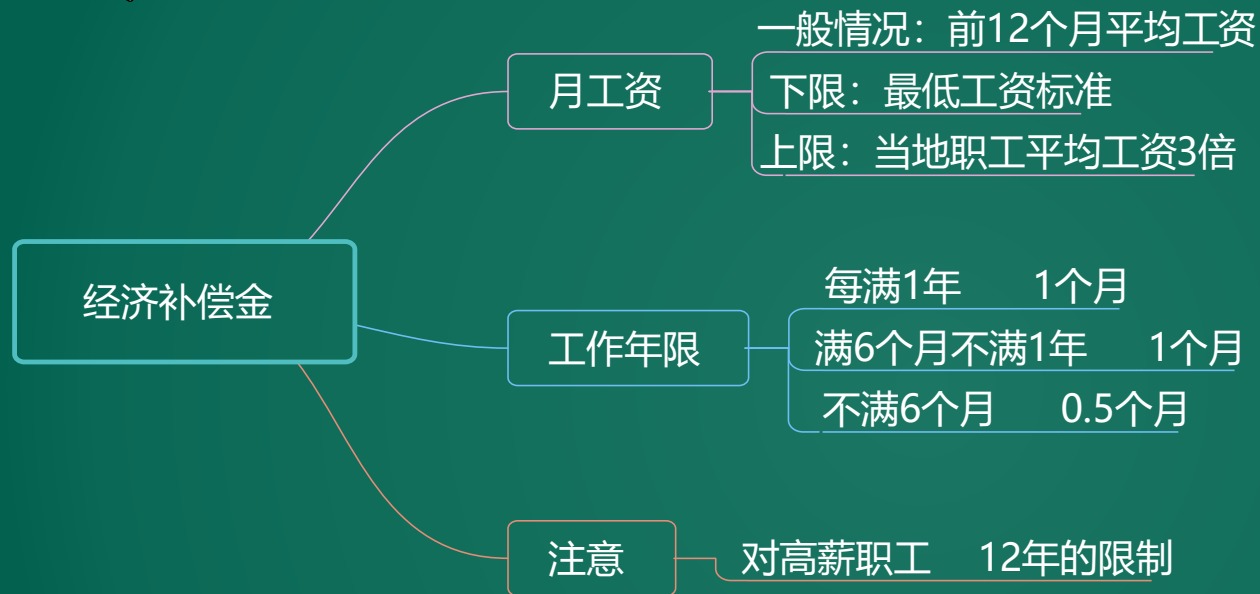 经济补偿金
月工资
一般情况：前12个月平均工资
下限：最低工资标准
上限：当地职工平均工资3倍
工作年限
每满1年 1个月
满6个月不满1年 1个月
不满6个月 0.5个月
注意
对高薪职工 12年的限制